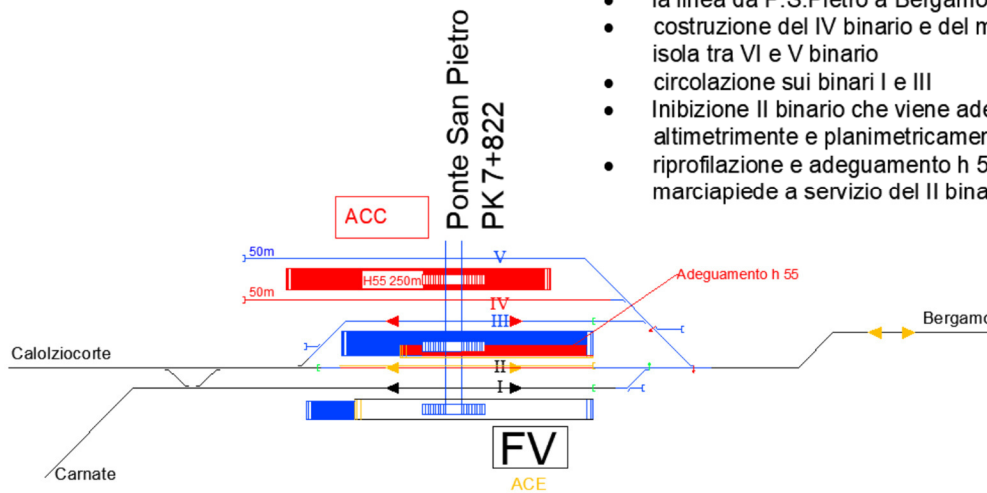 la linea da P.S.Pietro a Bergamo
costruzione del IV binario e del
isola tra VI e V binario
circolazione sui binari I e III
Inibizione II binario che viene
altimetrimente e planimetricamen
riprofilazione e adeguamento h 5
marciapiede a servizio del II bina
Ponte San Pietro
PK 7+822
ACC
50m
V
H55 250m
Adeguamento h 55
50m
IV
III
Bergamo
Calolziocorte
II
I
FV
Carnate
ACE